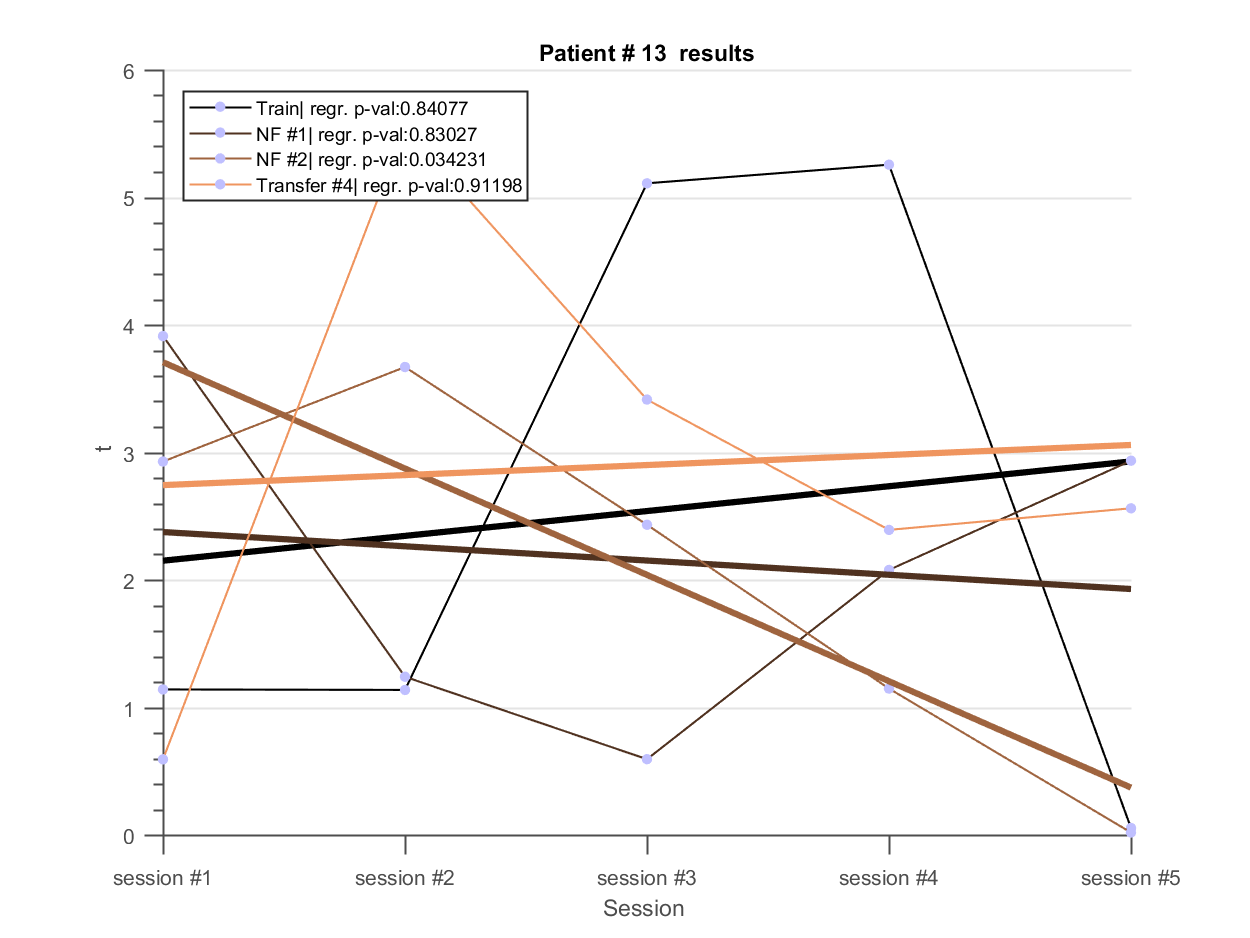 Patient # 13  results
6
5
4
3
2
1
0
t
Train| regr. p-val:0.84077
NF #1| regr. p-val:0.83027
NF #2| regr. p-val:0.034231
Transfer #4| regr. p-val:0.91198
session #1
session #2
session #3
session #4
session #5
Session